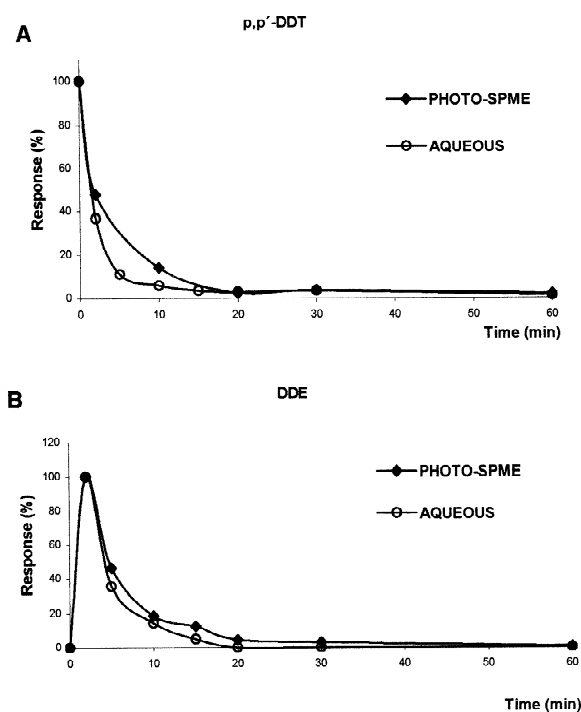 A
p,p´-DDT
Response (%)
100
80
60
40
20
0
PHOTO-SPME
AQUEOUS
0 10 20 30 40 50 60
Time (min)
B
DDE
Response (%)
120
100
80
60
40
20
0
PHOTO-SPME
AQUEOUS
0 10 20 30 40 50 60
Time (min)